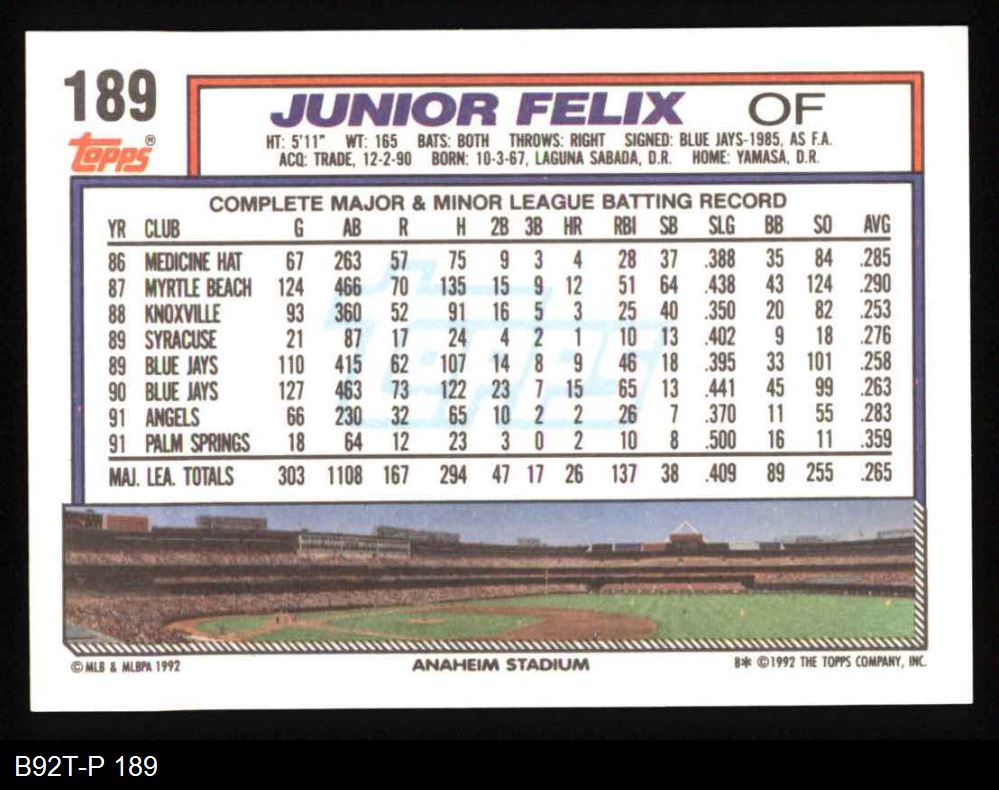 189
Topps®
JUNIOR FELIX OF
HT: 5'11" WT: 165 BATS: BOTH THROWS: RIGHT SIGNED: BLUE JAYS-1985, AS F.A.
ACQ: TRADE, 12-2-90 BORN: 10-3-67, LAGUNA SABADA, D.R. HOME: YAMASA, D.R.
COMPLETE MAJOR & MINOR LEAGUE BATTING RECORD
YR CLUB G AB R H 2B 3B HR RBI SB SLG BB SO AVG
86 MEDICINE HAT 67 263 57 75 9 3 4 28 37 .388 35 84 .285
87 MYRTLE BEACH 124 466 70 135 15 9 12 51 64 .438 43 124 .290
88 KNOXVILLE 93 360 52 91 16 5 3 25 40 .350 20 82 .253
89 SYRACUSE 21 87 17 24 4 2 1 10 13 .402 9 18 .276
89 BLUE JAYS 110 415 62 107 14 8 9 46 18 .395 33 101 .258
90 BLUE JAYS 127 463 73 122 23 7 15 65 13 .441 45 99 .263
91 ANGELS 66 230 32 65 10 2 2 26 7 .370 11 55 .283
91 PALM SPRINGS 18 64 12 23 3 0 2 10 8 .500 16 11 .359
MAJ. LEA. TOTALS 303 1108 167 294 47 17 26 137 38 .409 89 255 .265
© MLB & MLBPA 1992 ANAHEIM STADIUM B* ©1992 THE TOPPS COMPANY, INC.
B92T-P 189